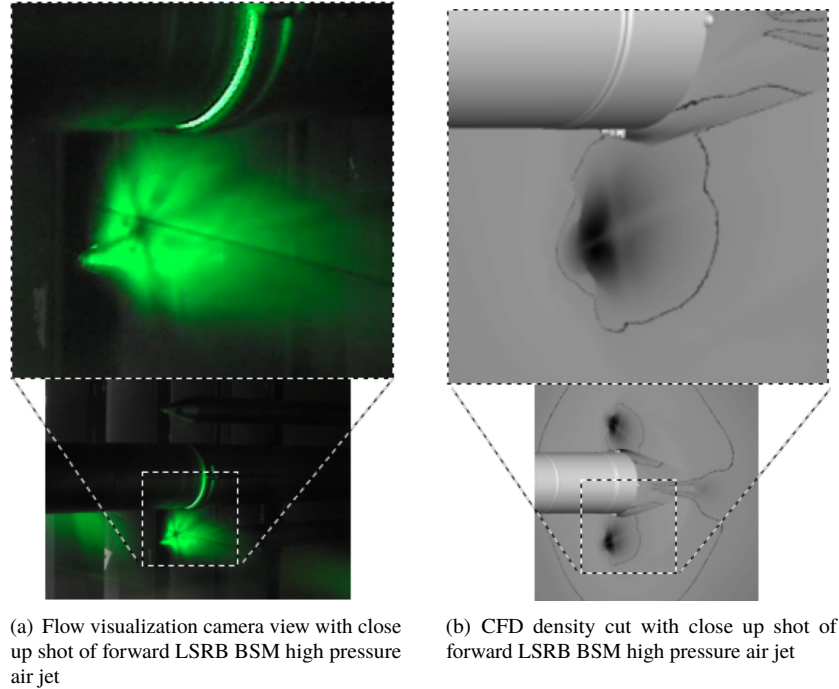 (a) Flow visualization camera view with close
up shot of forward LSRB BSM high pressure
air jet
(b) CFD density cut with close up shot of
forward LSRB BSM high pressure air jet